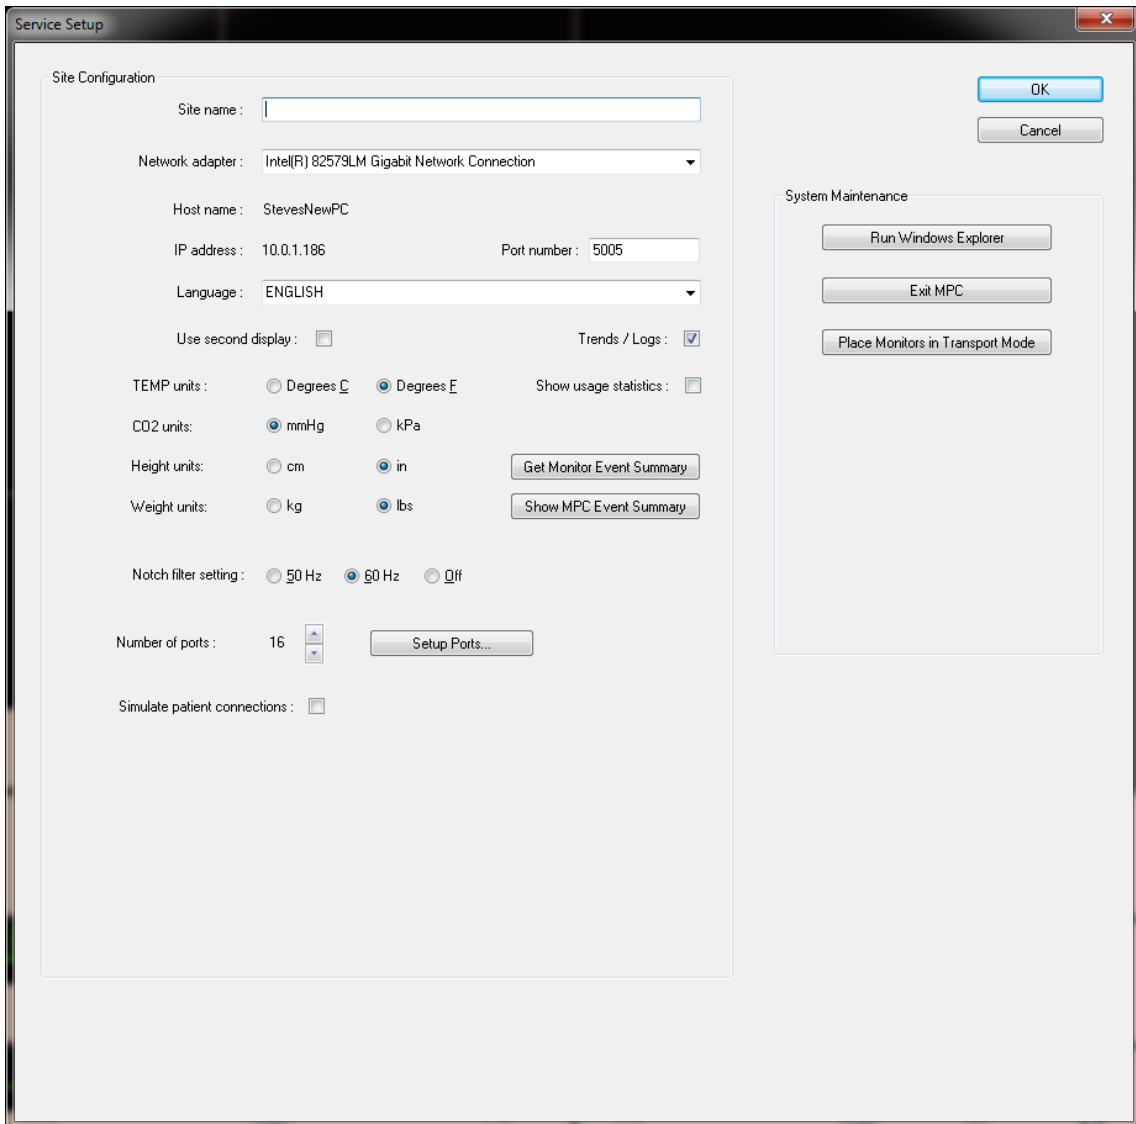 Service Setup
Site Configuration
Site name :
Network adapter : Intel(R) 82579LM Gigabit Network Connection
Host name : StevesNewPC
IP address : 10.0.1.186 Port number : 5005
Language : ENGLISH
Use second display : Trends / Logs :
TEMP units : Degrees C Degrees F Show usage statistics :
CO2 units: mmHg kPa
Height units: cm in Get Monitor Event Summary
Weight units: kg lbs Show MPC Event Summary
Notch filter setting : 50 Hz 60 Hz Off
Number of ports : 16 Setup Ports...
Simulate patient connections :
OK
Cancel
System Maintenance
Run Windows Explorer
Exit MPC
Place Monitors in Transport Mode